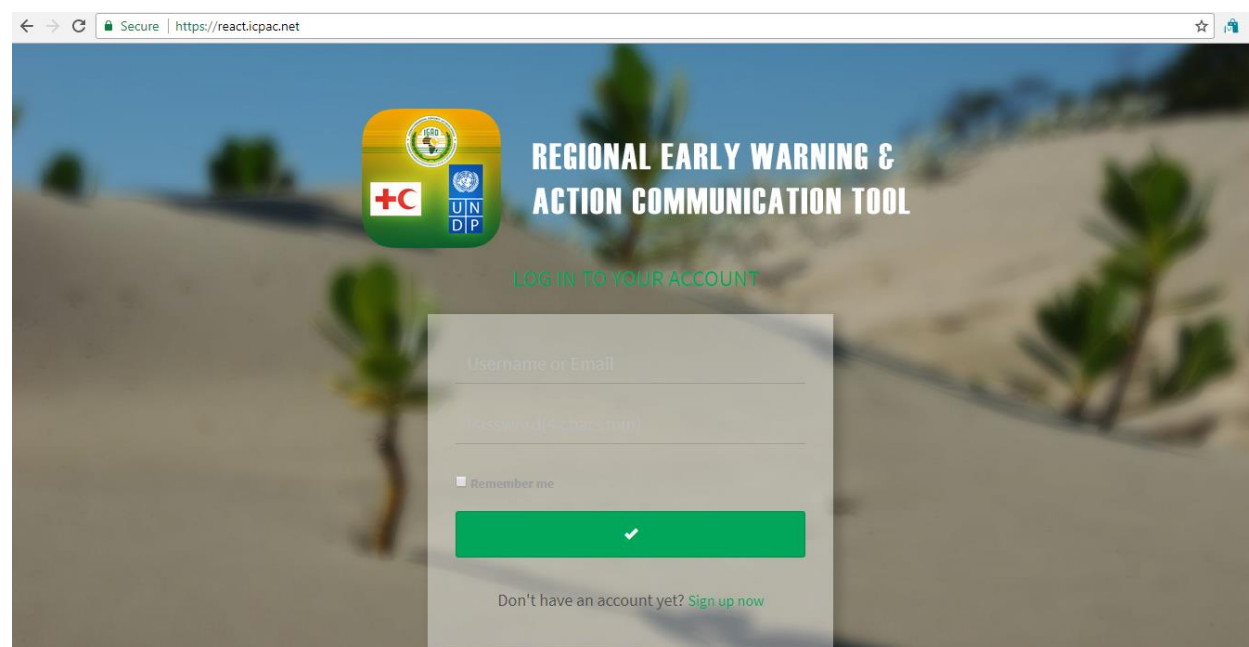 Secure | https://react.icpac.net
IGAD
UN
DP
REGIONAL EARLY WARNING &
ACTION COMMUNICATION TOOL
LOG IN TO YOUR ACCOUNT
Username or Email
Remember me
Don't have an account yet? Sign up now